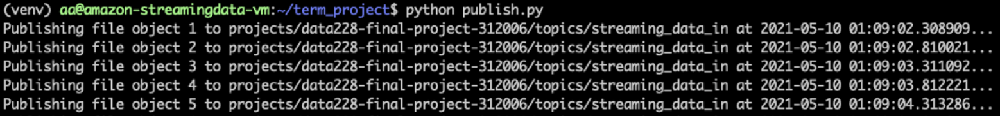 (venv) aa@amazon-streamingdata-vm:~/term_project$ python publish.py
Publishing file object 1 to projects/data228-final-project-312006/topics/streaming_data_in at 2021-05-10 01:09:02.308909...
Publishing file object 2 to projects/data228-final-project-312006/topics/streaming_data_in at 2021-05-10 01:09:02.810021...
Publishing file object 3 to projects/data228-final-project-312006/topics/streaming_data_in at 2021-05-10 01:09:03.311092...
Publishing file object 4 to projects/data228-final-project-312006/topics/streaming_data_in at 2021-05-10 01:09:03.812221...
Publishing file object 5 to projects/data228-final-project-312006/topics/streaming_data_in at 2021-05-10 01:09:04.313286...